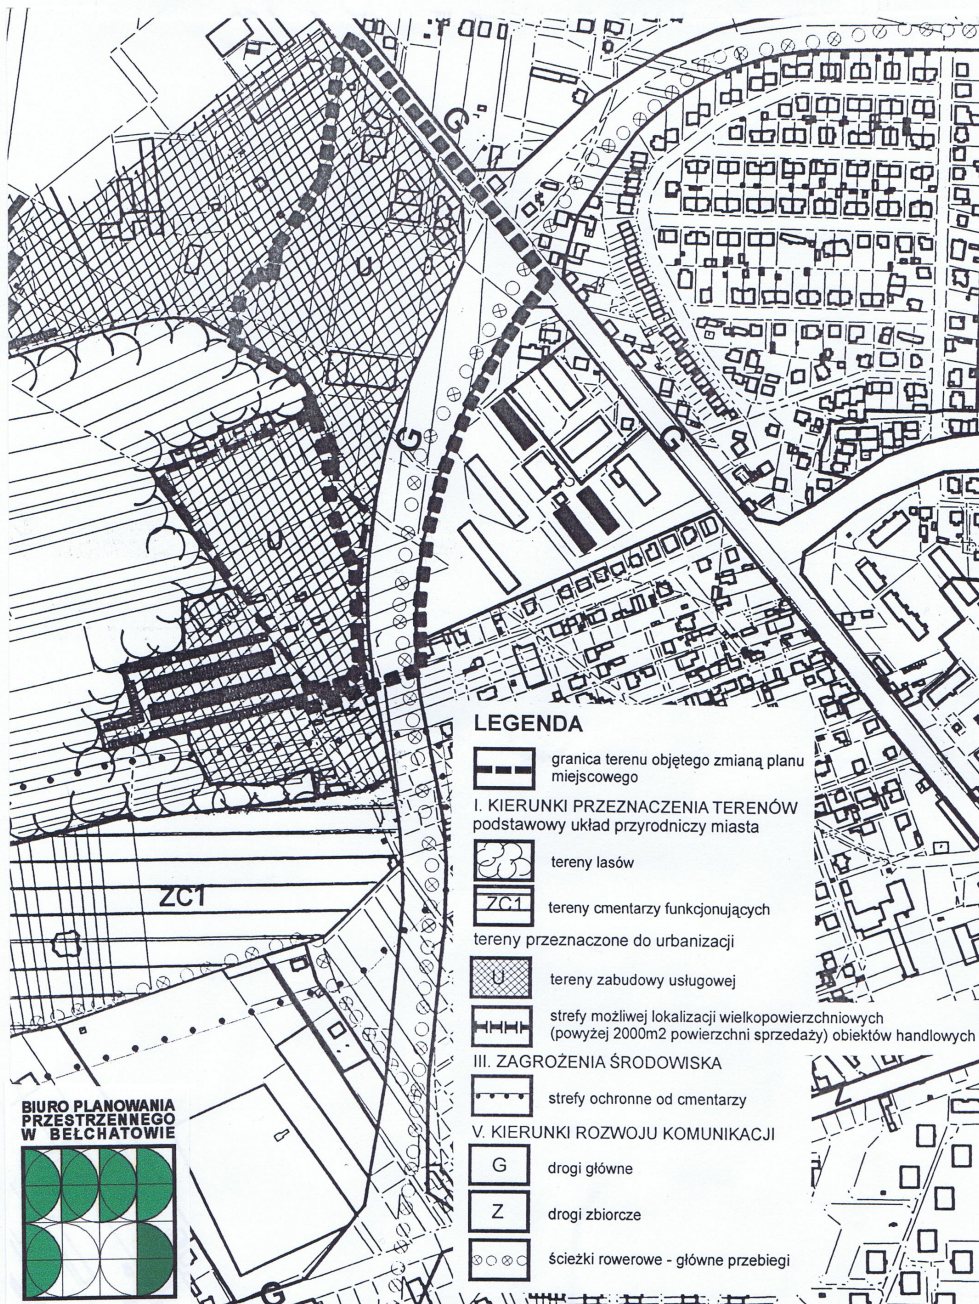 G
U
G
G
U
ZC1
LEGENDA
granica terenu objętego zmianą planu
miejscowego
I. KIERUNKI PRZEZNACZENIA TERENÓW
podstawowy układ przyrodniczy miasta
tereny lasów
ZC1
tereny cmentarzy funkcjonujących
tereny przeznaczone do urbanizacji
U
tereny zabudowy usługowej
strefy możliwej lokalizacji wielkopowierzchniowych
(powyżej 2000m2 powierzchni sprzedaży) obiektów handlowych
III. ZAGROŻENIA ŚRODOWISKA
strefy ochronne od cmentarzy
V. KIERUNKI ROZWOJU KOMUNIKACJI
G
drogi główne
Z
drogi zbiorcze
ścieżki rowerowe - główne przebiegi
Z
BIURO PLANOWANIA
PRZESTRZENNEGO
W BEŁCHATOWIE
G